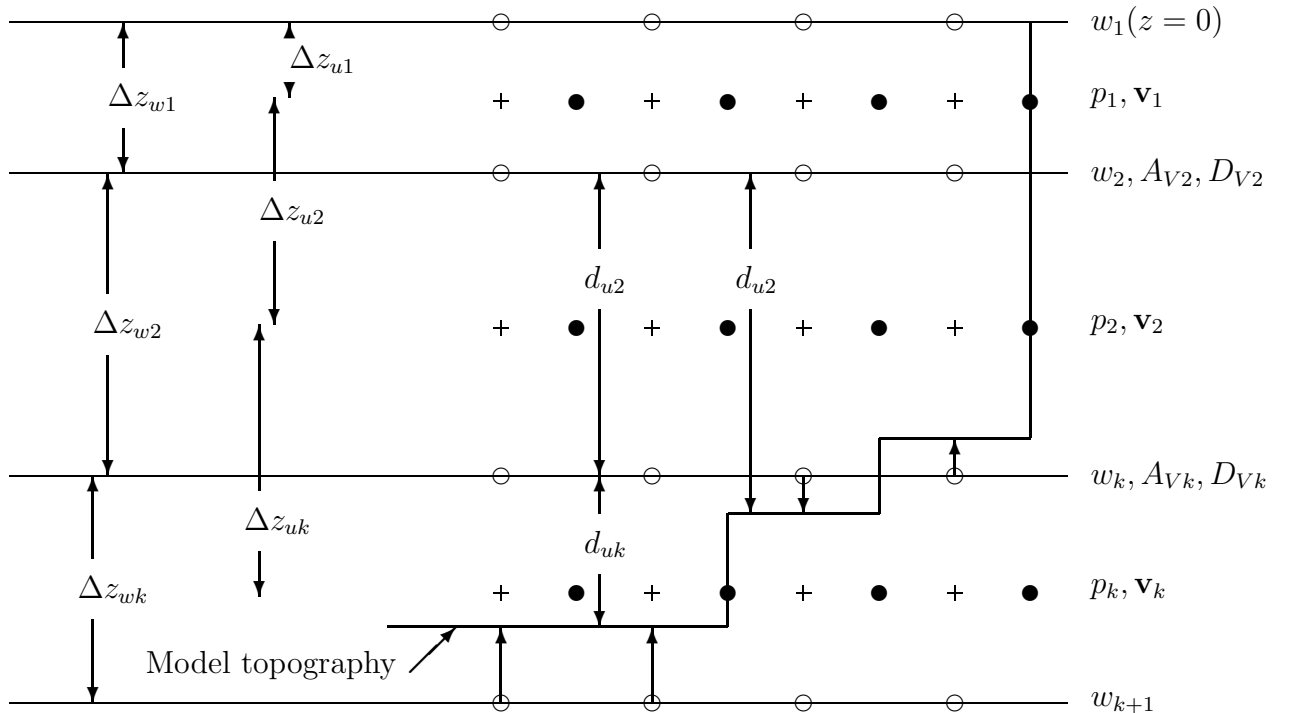 w_1(z = 0)
Δz_{u1}
Δz_{w1}
p_1, v_1
w_2, A_{V2}, D_{V2}
Δz_{u2}
d_{u2}
d_{u2}
Δz_{w2}
p_2, v_2
w_k, A_{Vk}, D_{Vk}
Δz_{uk}
d_{uk}
Δz_{wk}
p_k, v_k
Model topography
w_{k+1}